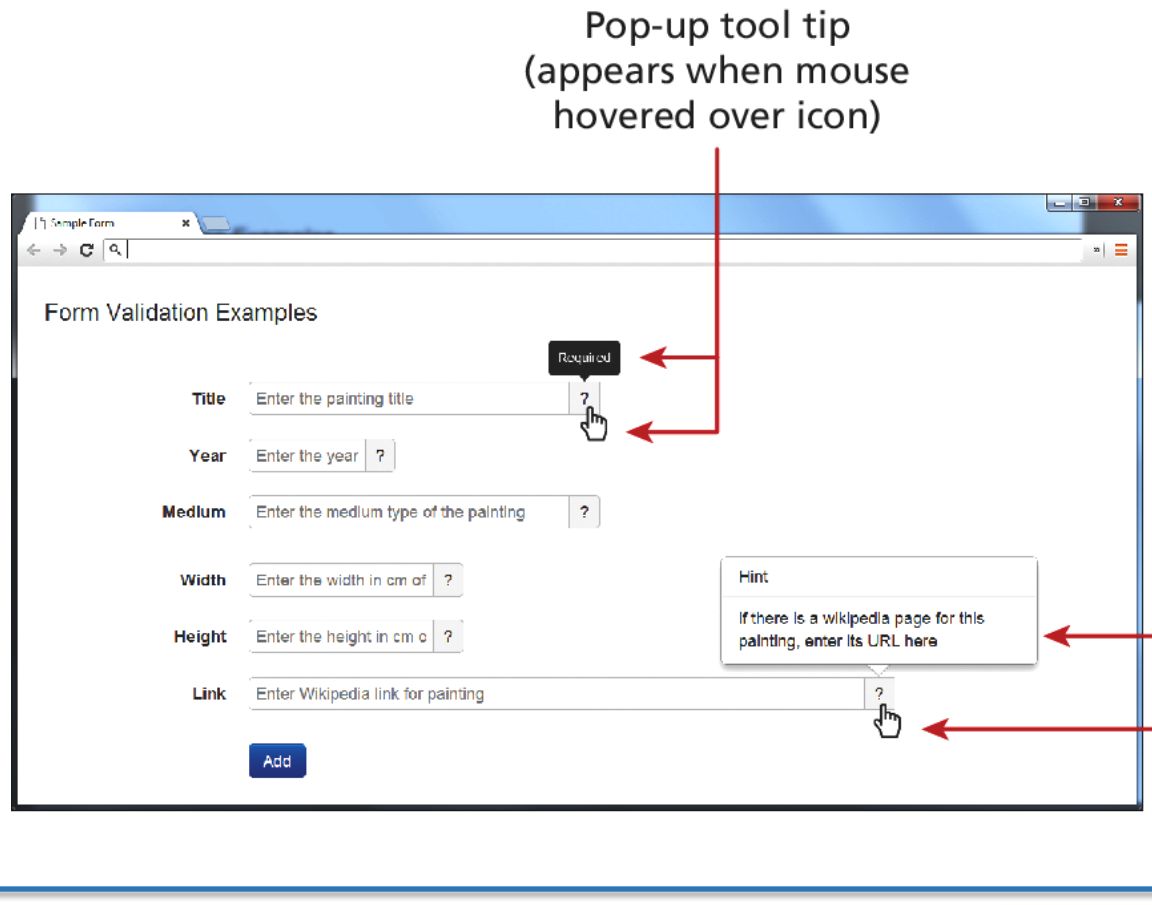 Pop-up tool tip
(appears when mouse
hovered over icon)
Sample Form
Form Validation Examples
Required
Title Enter the painting title ?
Year Enter the year ?
Medium Enter the medium type of the painting ?
Width Enter the width in cm of ?
Hint
If there is a wikipedia page for this
painting, enter its URL here
Height Enter the height in cm o ?
Link Enter Wikipedia link for painting ?
Add